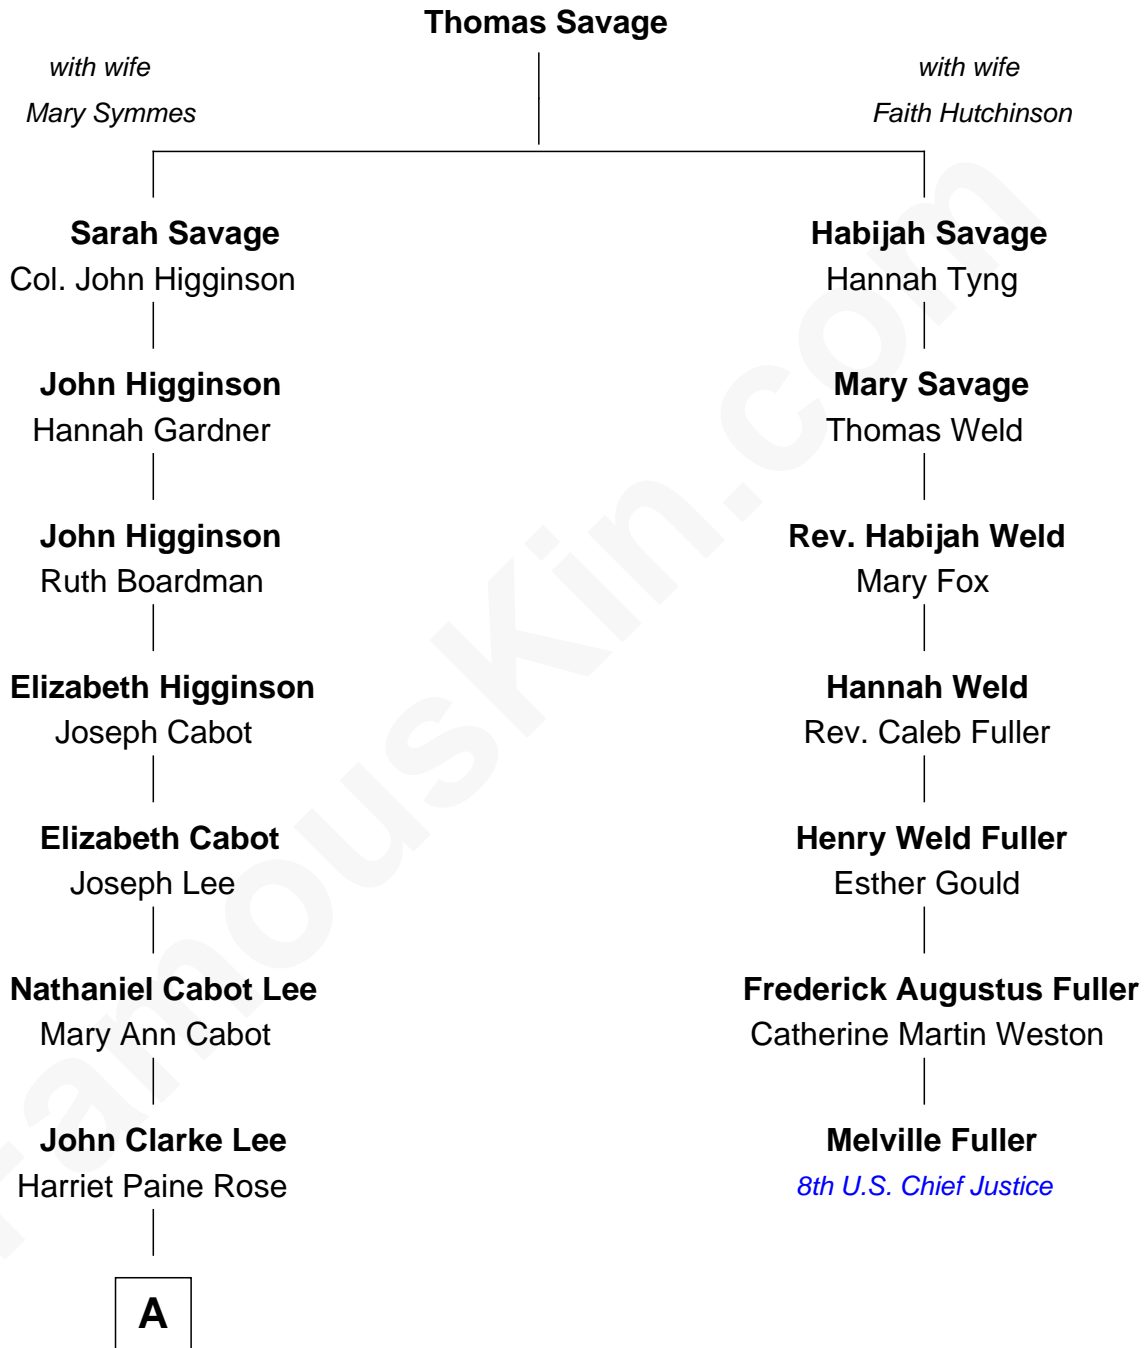 Thomas Savage
with wife
Mary Symmes
with wife
Faith Hutchinson
Sarah Savage
Col. John Higginson
Habijah Savage
Hannah Tyng
John Higginson
Hannah Gardner
Mary Savage
Thomas Weld
John Higginson
Ruth Boardman
Rev. Habijah Weld
Mary Fox
Elizabeth Higginson
Joseph Cabot
Hannah Weld
Rev. Caleb Fuller
Elizabeth Cabot
Joseph Lee
Henry Weld Fuller
Esther Gould
Nathaniel Cabot Lee
Mary Ann Cabot
Frederick Augustus Fuller
Catherine Martin Weston
John Clarke Lee
Harriet Paine Rose
Melville Fuller
8th U.S. Chief Justice
A
FamousKin.com